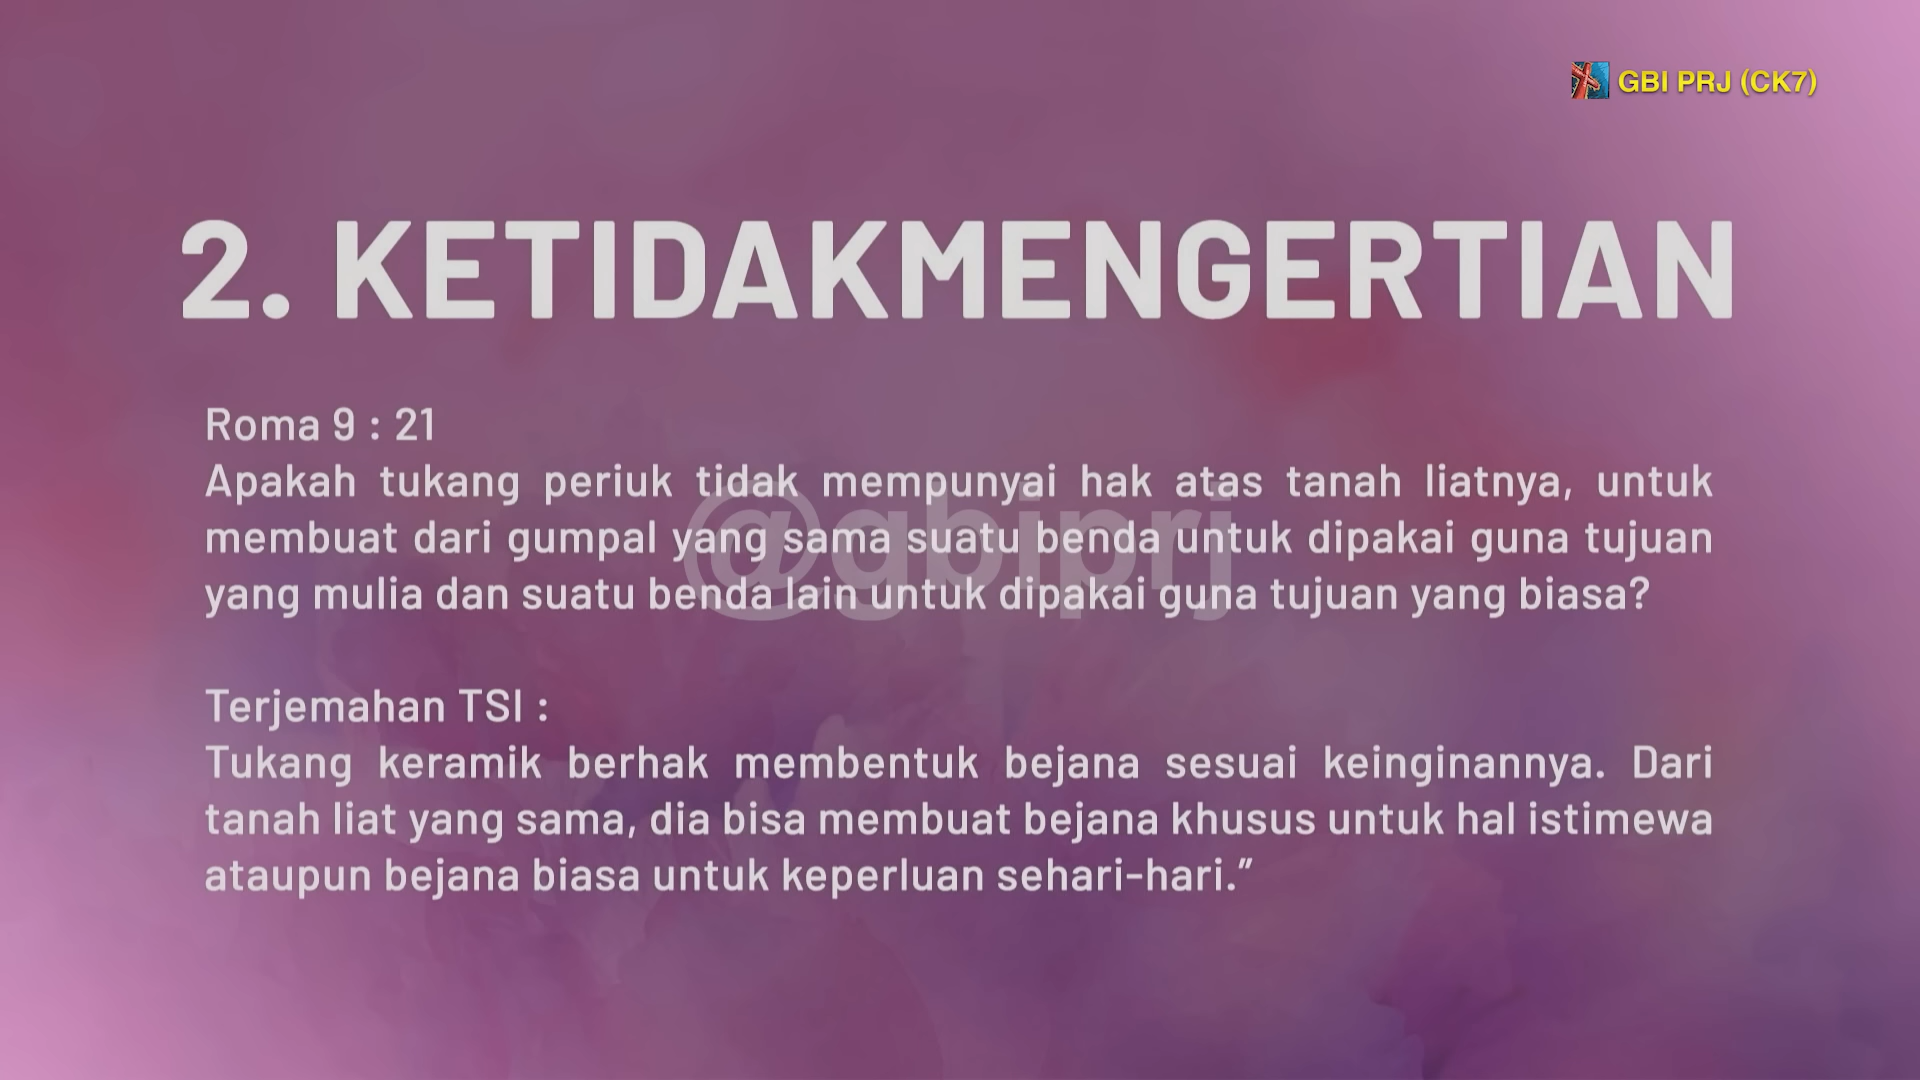 GBI PRJ (CK7)
2. KETIDAKMENGERTIAN
Roma 9 : 21
Apakah tukang periuk tidak mempunyai hak atas tanah liatnya, untuk
membuat dari gumpal yang sama suatu benda untuk dipakai guna tujuan
yang mulia dan suatu benda lain untuk dipakai guna tujuan yang biasa?
@gbiprj
Terjemahan TSI :
Tukang keramik berhak membentuk bejana sesuai keinginannya. Dari
tanah liat yang sama, dia bisa membuat bejana khusus untuk hal istimewa
ataupun bejana biasa untuk keperluan sehari-hari.”